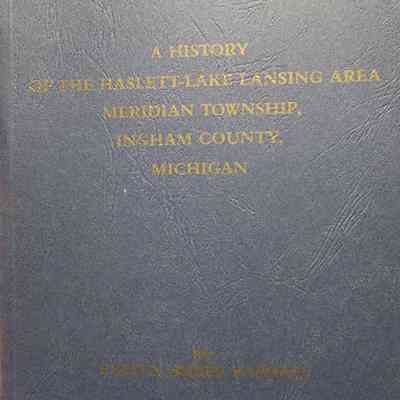 A HISTORY
OF THE HASLETT-LAKE LANSING AREA
MERIDIAN TOWNSHIP,
INGHAM COUNTY,
MICHIGAN
BY